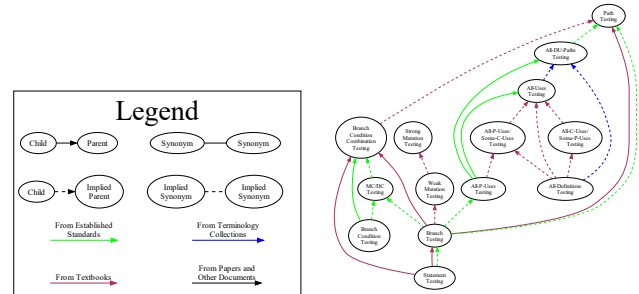 Legend
Child
Parent
Synonym
Synonym
Child
Implied
Parent
Implied
Synonym
Implied
Synonym
From Established
Standards
From Terminology
Collections
From Textbooks
From Papers and
Other Documents
Path
Testing
All-DU-Paths
Testing
All-Uses
Testing
Branch
Condition
Combination
Testing
Strong
Mutation
Testing
All-P-Uses/
Some-C-Uses
Testing
All-C-Uses/
Some-P-Uses
Testing
MC/DC
Testing
Weak
Mutation
Testing
All-P-Uses
Testing
All-Definitions
Testing
Branch
Condition
Testing
Branch
Testing
Statement
Testing